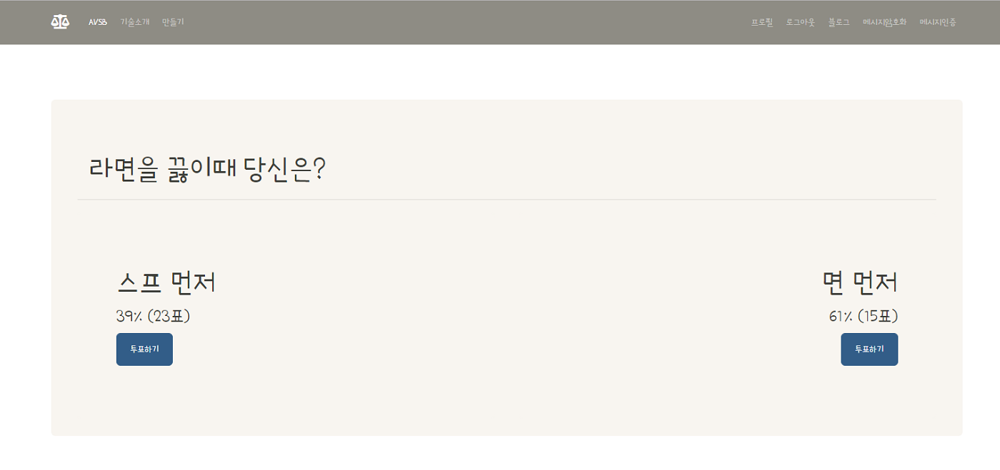 AVSB 기술소개 만들기 프로필 로그아웃 블로그 메시지암호화 메시지인증
라면을 끓이때 당신은?
스프 먼저 면 먼저
39% (23표) 61% (15표)
투표하기 투표하기